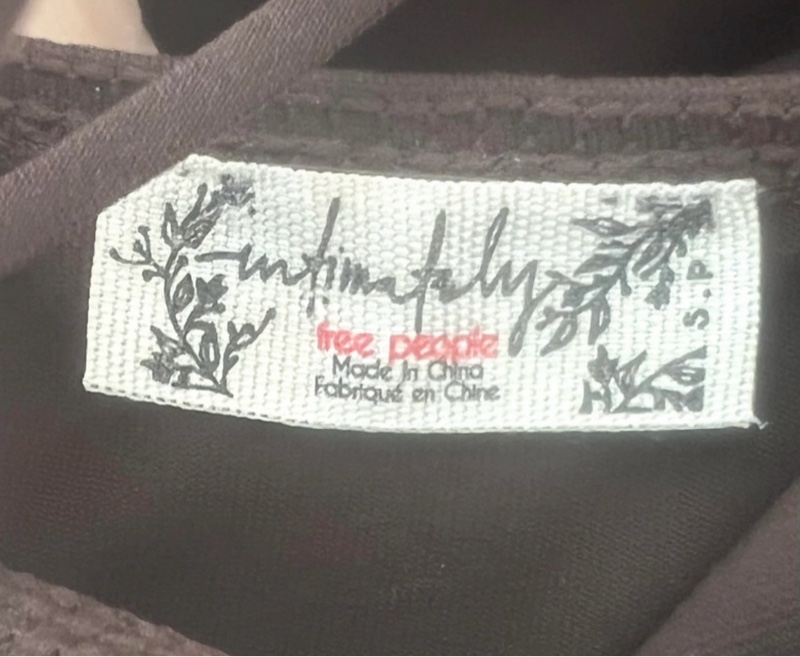 intimately
free people
Made In China
Fabriqué en Chine
S.P